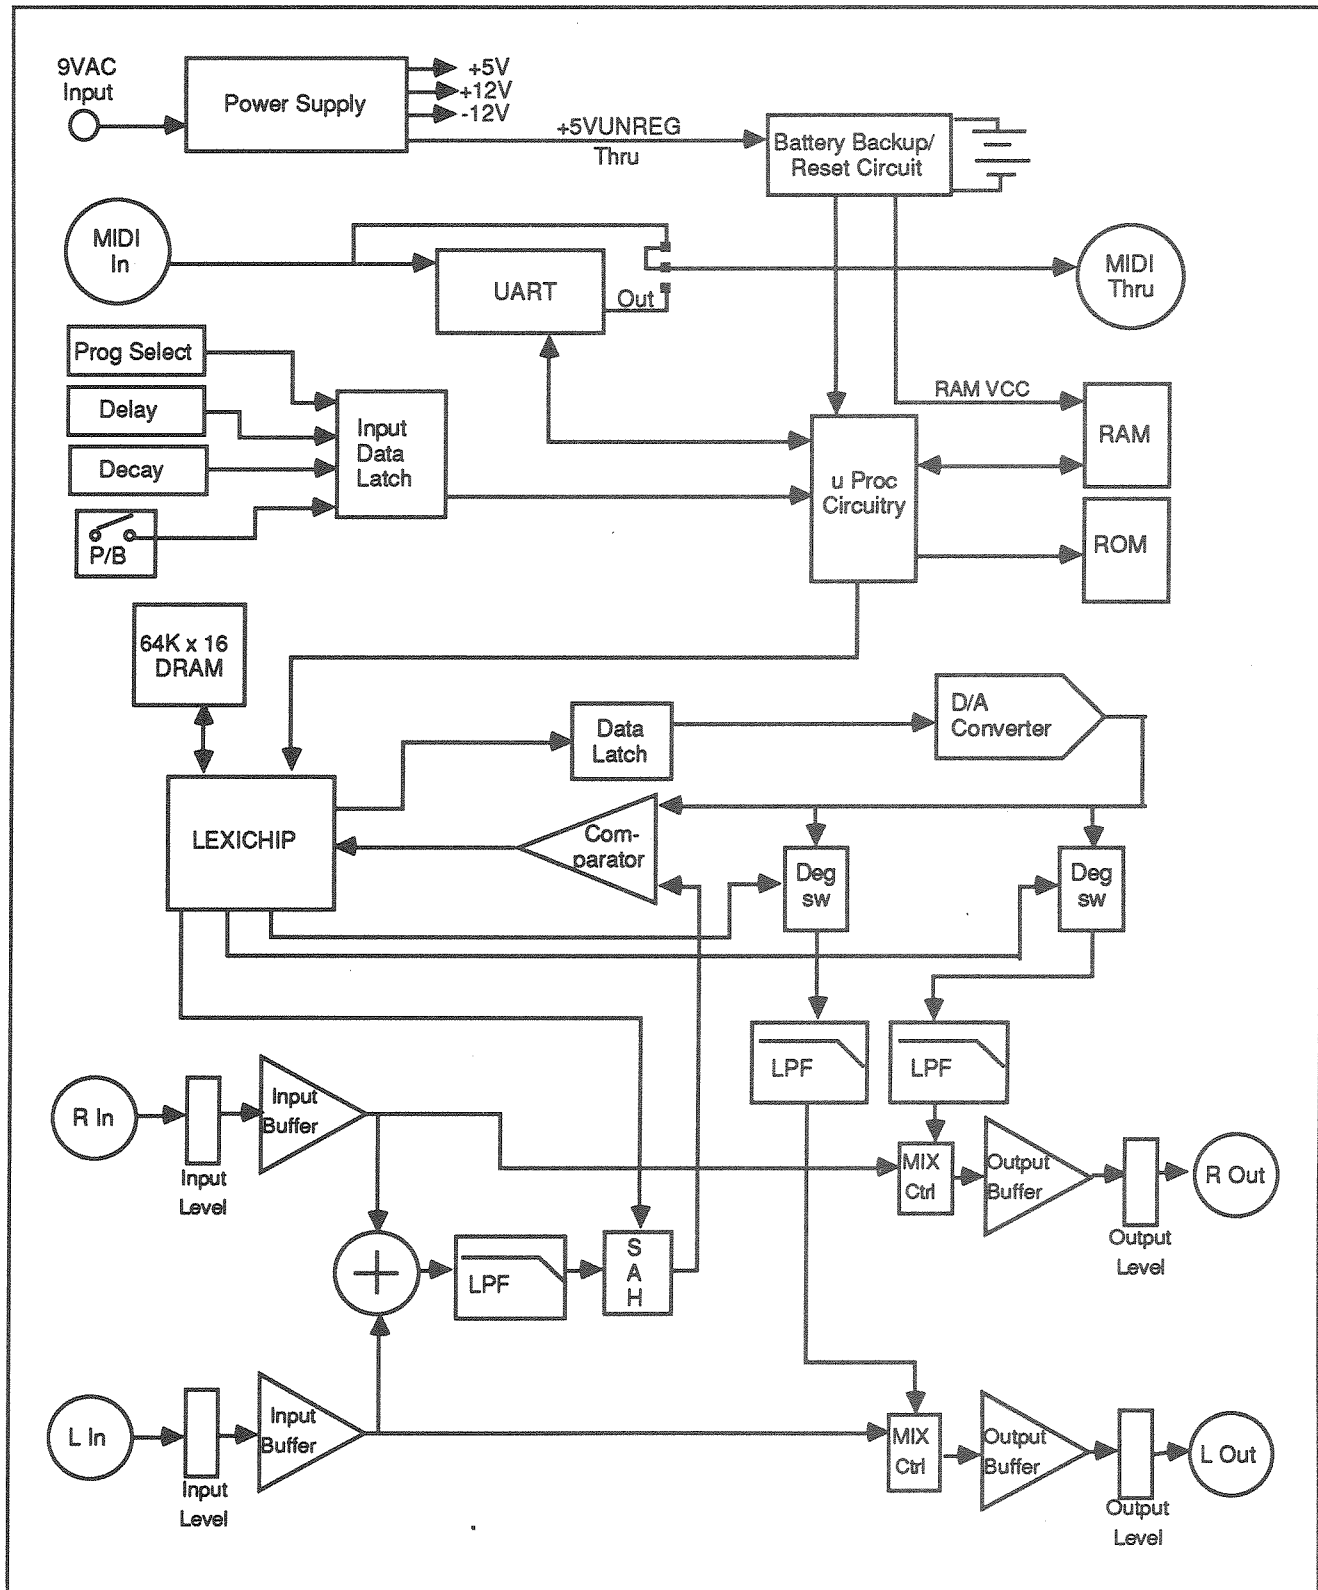 9VAC
Input
Power Supply
+5V
+12V
-12V
+5VUNREG
Thru
Battery Backup/
Reset Circuit
MIDI
In
UART
Out
MIDI
Thru
Prog Select
Delay
Decay
P/B
Input
Data
Latch
RAM VCC
u Proc
Circuitry
RAM
ROM
64K x 16
DRAM
Data
Latch
D/A
Converter
LEXICHIP
Com-
parator
Deg
sw
Deg
sw
LPF
LPF
R In
Input
Level
Input
Buffer
MIX
Ctrl
Output
Buffer
Output
Level
R Out
LPF
S
A
H
L In
Input
Level
Input
Buffer
MIX
Ctrl
Output
Buffer
Output
Level
L Out